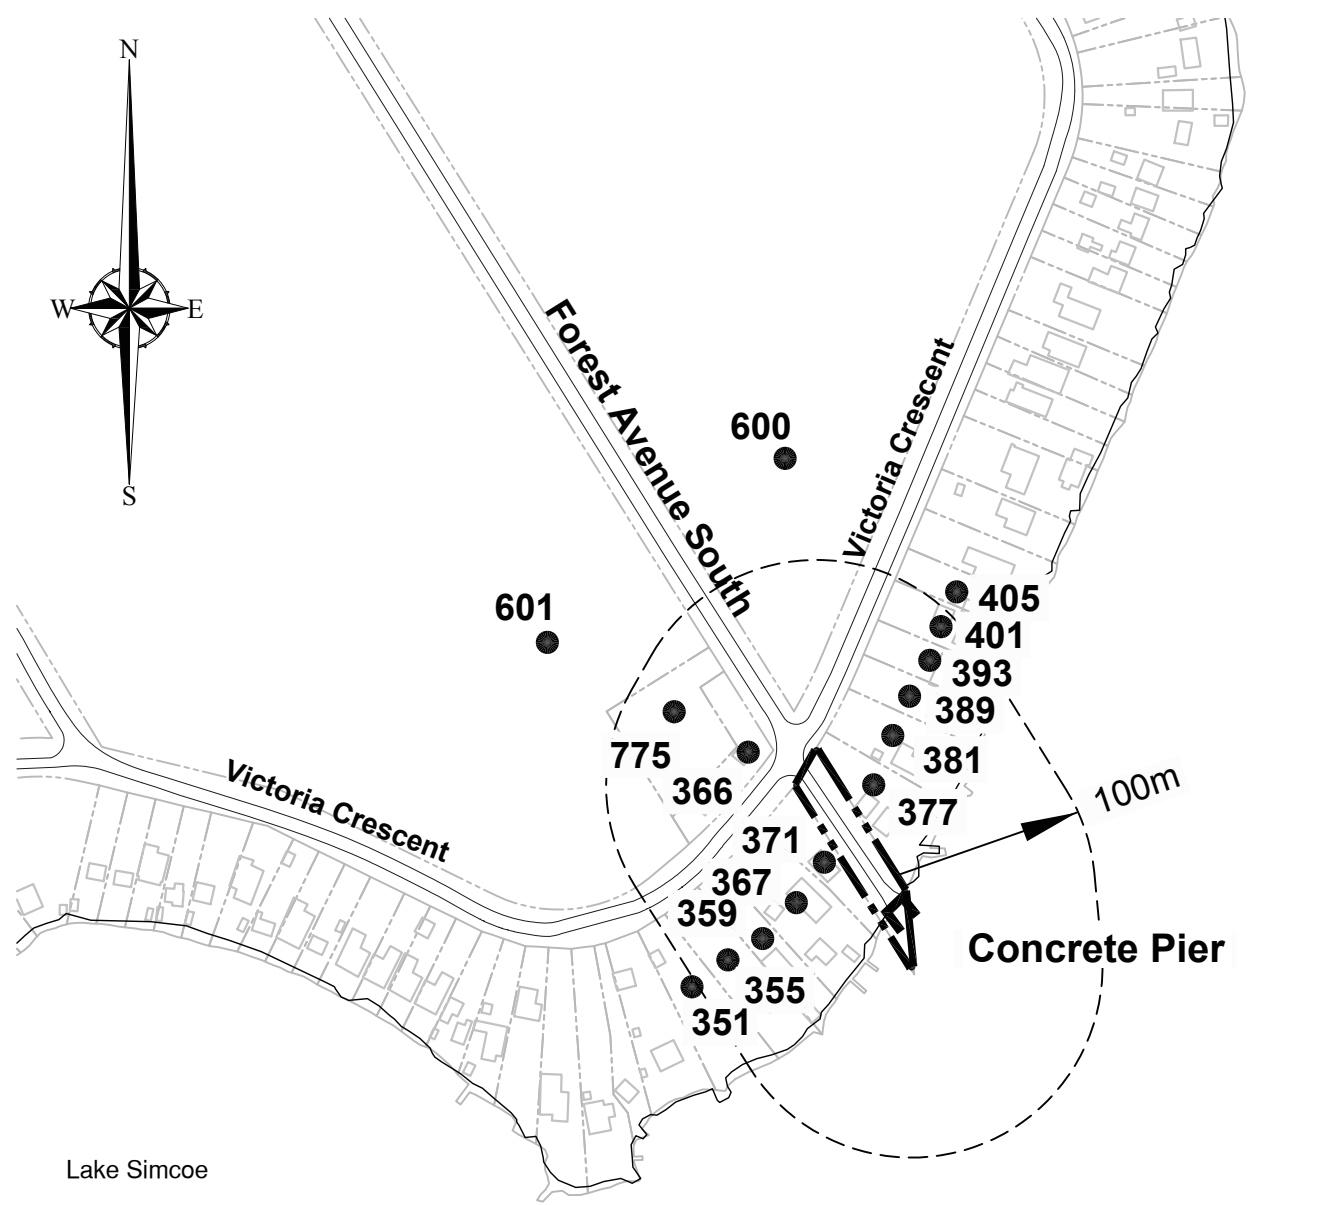 N
W
E
S
Forest Avenue South
Victoria Crescent
600
601
405
401
393
389
381
377
775
366
100m
Victoria Crescent
371
367
359
355
351
Concrete Pier
Lake Simcoe